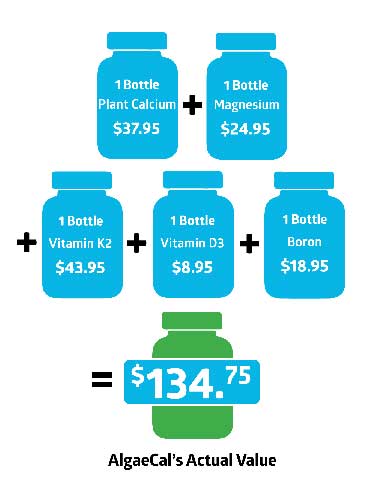 1 Bottle
Plant Calcium
$37.95
+
1 Bottle
Magnesium
$24.95
+
1 Bottle
Vitamin K2
$43.95
+
1 Bottle
Vitamin D3
$8.95
+
1 Bottle
Boron
$18.95
= $134.75
AlgaeCal's Actual Value